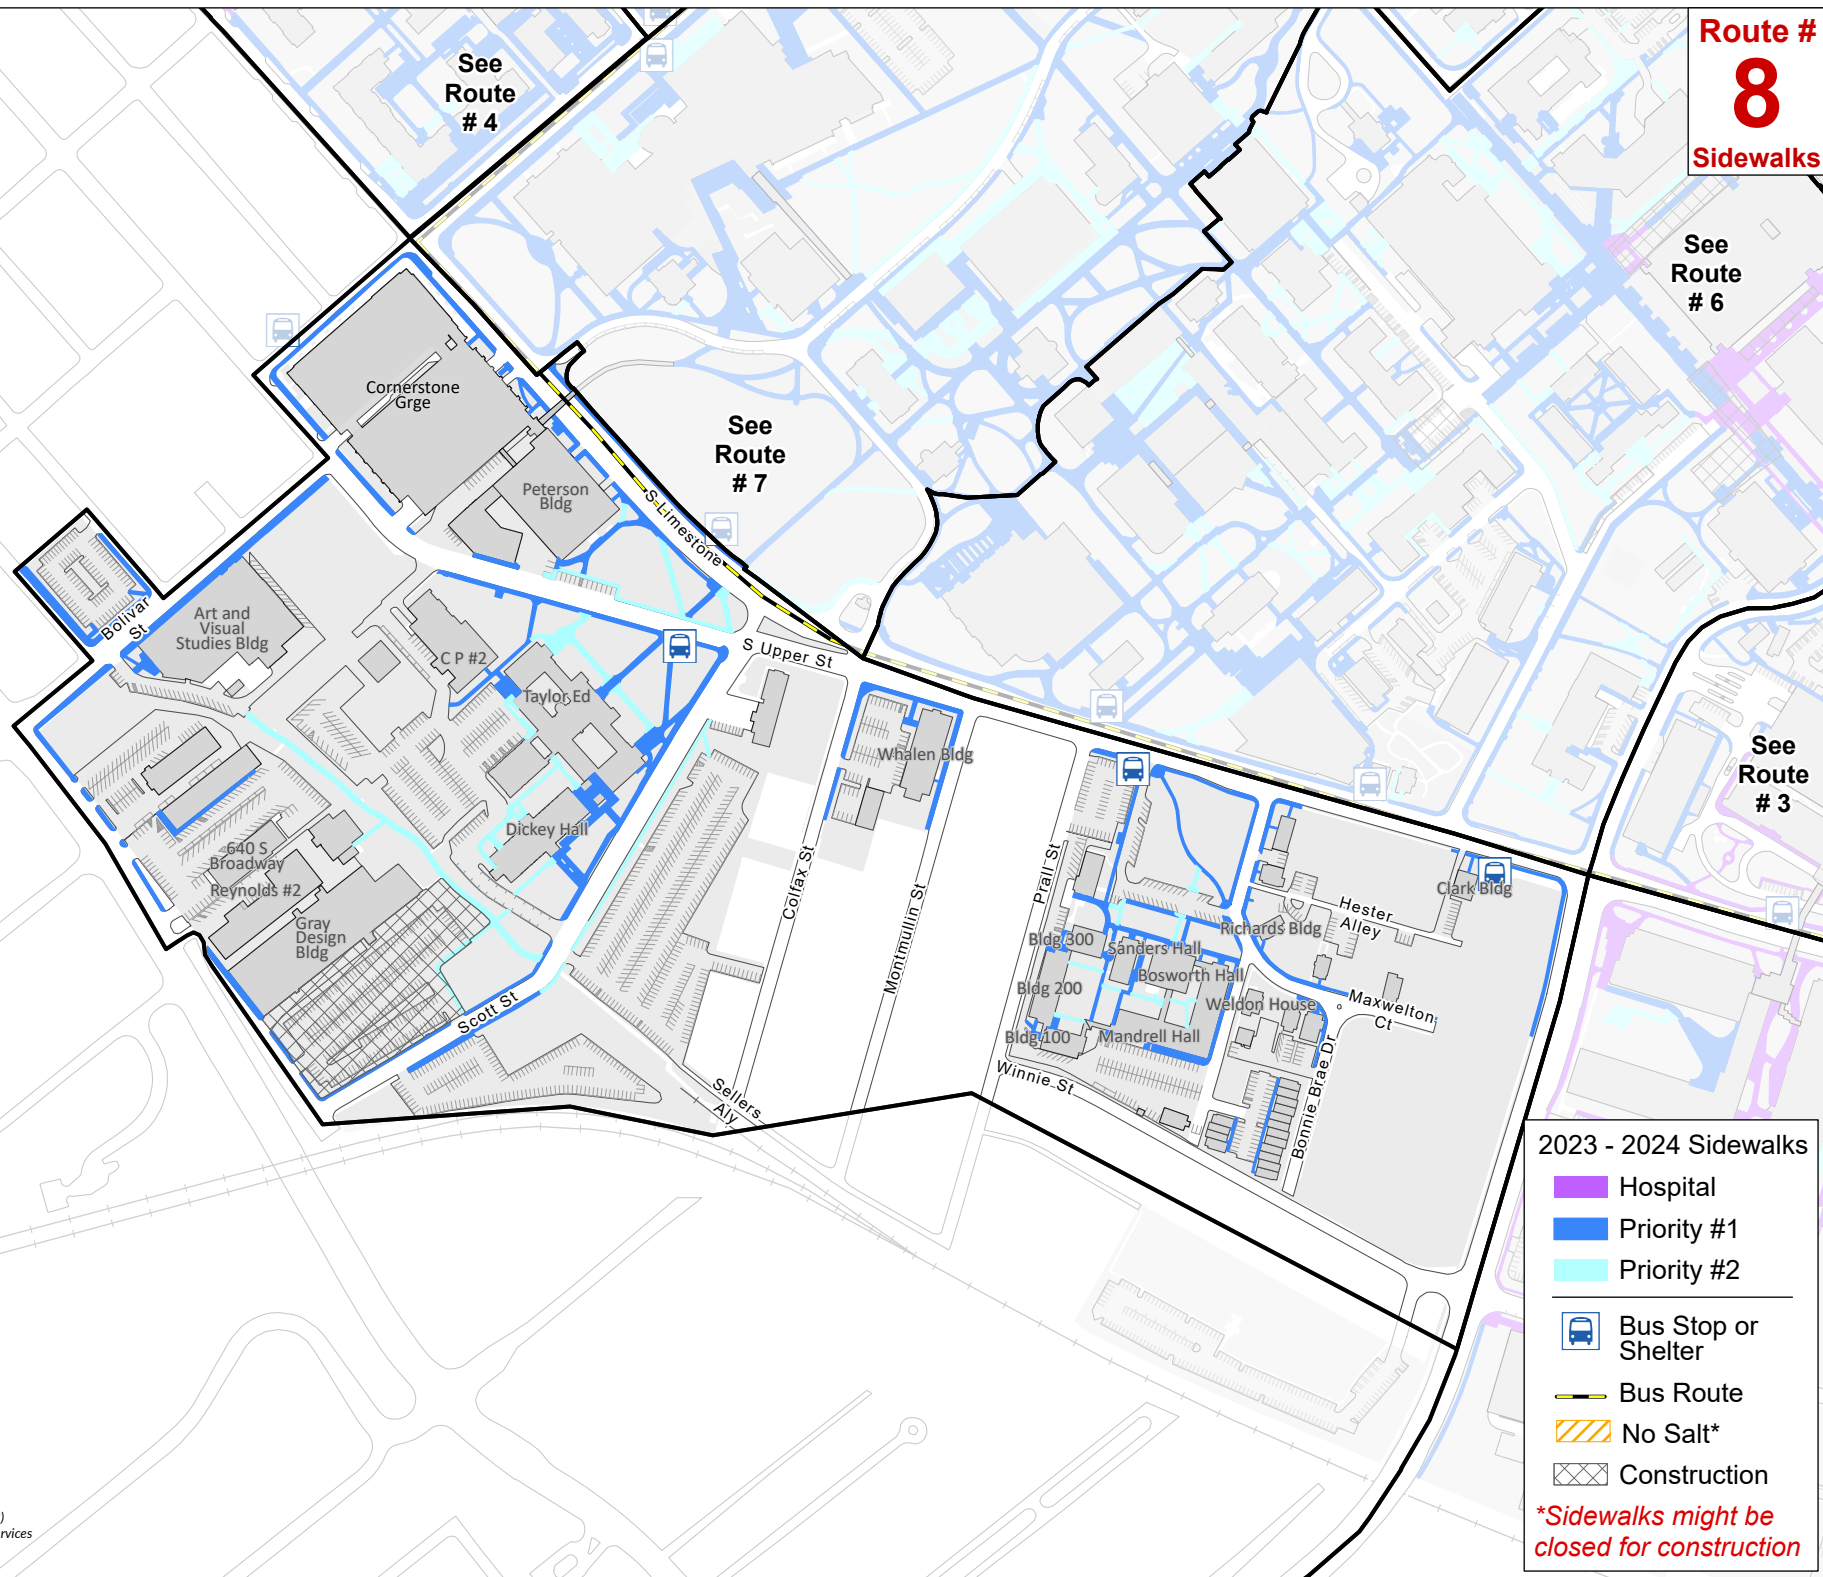 Route #
8
Sidewalks
See
Route
# 4
See
Route
# 6
See
Route
# 7
See
Route
# 3
Cornerstone
Grge
Peterson
Bldg
S Limestone
Bolivar
St
Art and
Visual
Studies Bldg
C P #2
Taylor Ed
S Upper St
Whalen Bldg
Dickey Hall
640 S
Broadway
Reynolds #2
Gray
Design
Bldg
Scott St
Colfax St
Montmullin St
Prall St
Sellers
Aly
Winnie St
Bldg 300
Bldg 200
Bldg 100
Sanders Hall
Bosworth Hall
Mandrell Hall
Weldon House
Richards Bldg
Hester
Alley
Clark Bldg
Maxwelton
Ct
Bonnie Brae Dr
2023 - 2024 Sidewalks
Hospital
Priority #1
Priority #2
Bus Stop or
Shelter
Bus Route
No Salt*
Construction
*Sidewalks might be
closed for construction
)
rvices